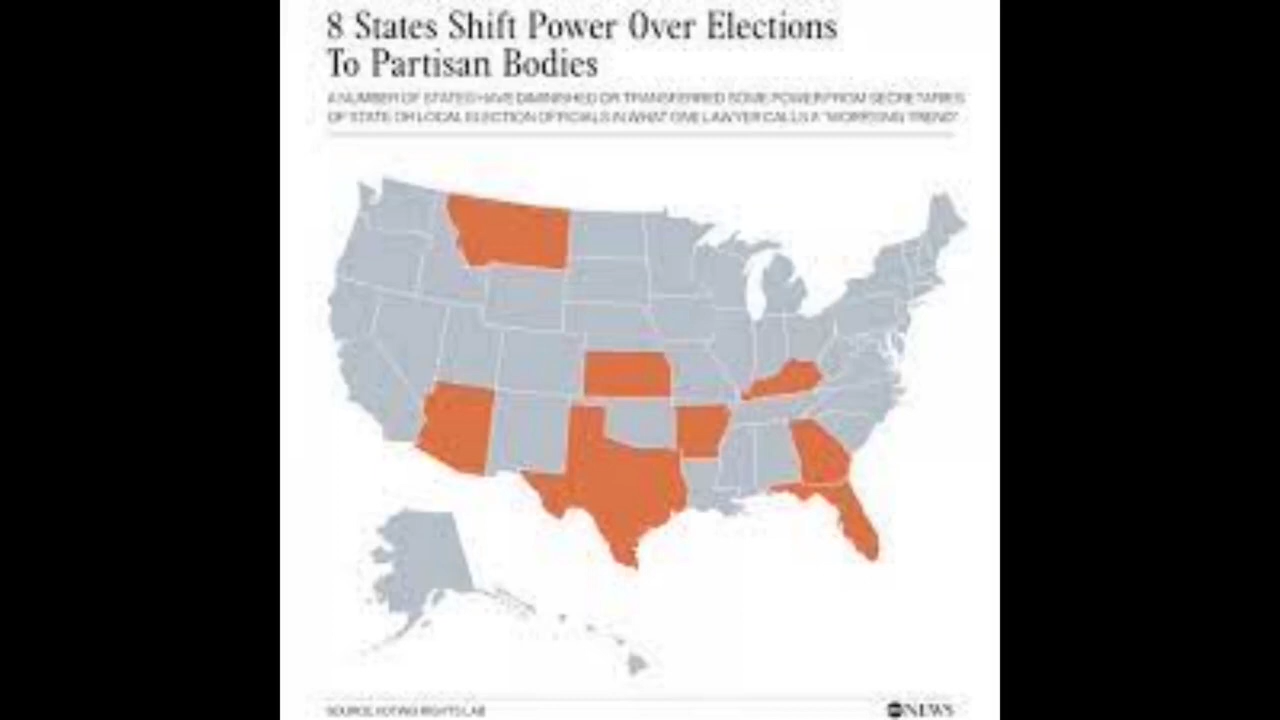 8 States Shift Power Over Elections
To Partisan Bodies
A NUMBER OF STATES HAVE DIMINISHED OR TRANSFERRED SOME POWER FROM SECRETARIES
OF STATE OR LOCAL ELECTION OFFICIALS IN WHAT ONE LAWYER CALLS A "WORRYING TREND"
SOURCE: VOTING RIGHTS LAB
abc NEWS